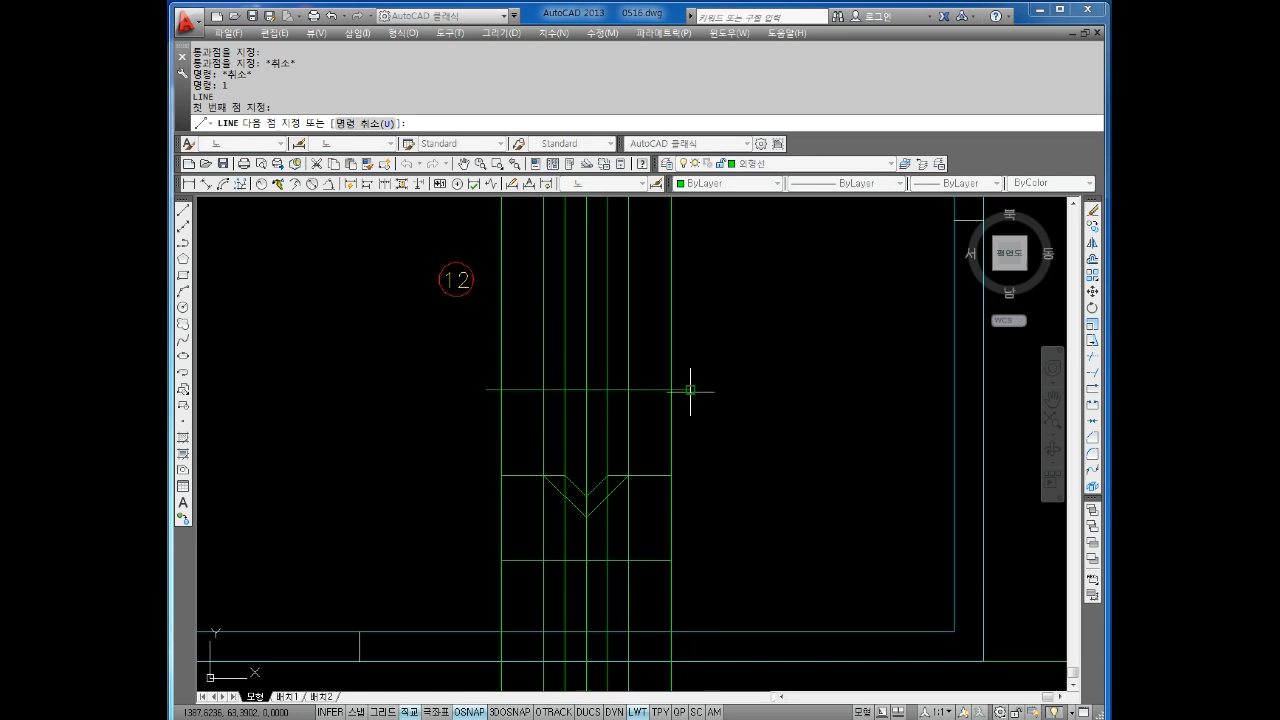 AutoCAD 클래식
AutoCAD 2013 0516.dwg
키워드 또는 구절 입력
로그인
파일(F) 편집(E) 뷰(V) 삽입(I) 형식(O) 도구(T) 그리기(D) 치수(N) 수정(M) 파라메트릭(P) 윈도우(W) 도움말(H)
통과점을 지정:
통과점을 지정: *취소*
명령: *취소*
명령: l
LINE
첫 번째 점 지정:
LINE 다음 점 지정 또는 [명령 취소(U)]:
Standard Standard AutoCAD 클래식
외형선
ByLayer ByLayer ByLayer ByColor
북
서 평면도 동
남
WCS
12
Y
X
A
모형 배치1 배치2
1387.6236, 63.3902, 0.0000 INFER 스냅 그리드 직교 극좌표 OSNAP 3DOSNAP OTRACK DUCS DYN LWT TPY QP SC AM 모형 1:1